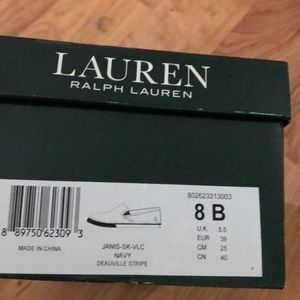 LAUREN
RALPH LAUREN
802623313003
8 B
8 89750 62309 3
MADE IN CHINA
JANIS-SK-VLC
NAVY
DEAUVILLE STRIPE
UK 5.5
EUR 39
CM 25
CN 40